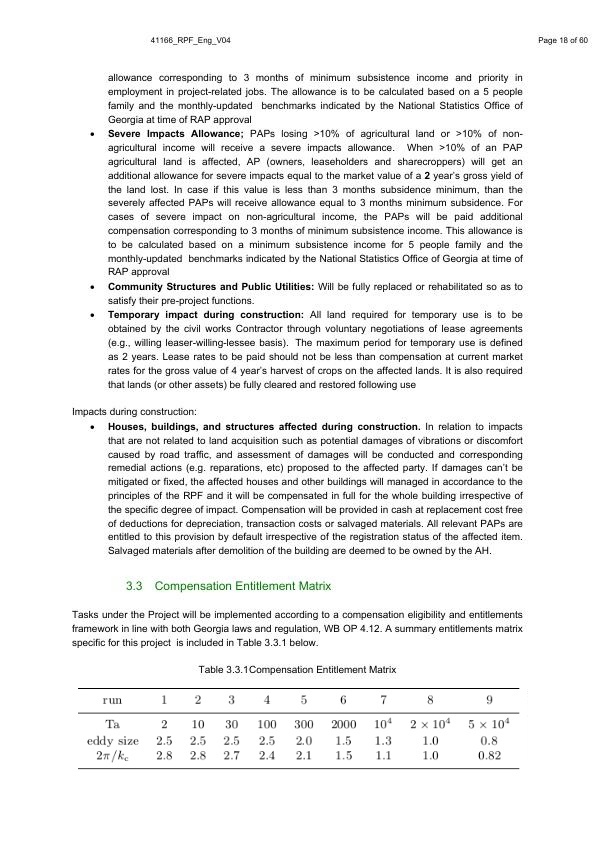 41166_RPF_Eng_V04 Page 18 of 60
allowance corresponding to 3 months of minimum subsistence income and priority in
employment in project-related jobs. The allowance is to be calculated based on a 5 people
family and the monthly-updated benchmarks indicated by the National Statistics Office of
Georgia at time of RAP approval
• Severe Impacts Allowance; PAPs losing >10% of agricultural land or >10% of non-
agricultural income will receive a severe impacts allowance. When >10% of an PAP
agricultural land is affected, AP (owners, leaseholders and sharecroppers) will get an
additional allowance for severe impacts equal to the market value of a 2 year's gross yield of
the land lost. In case if this value is less than 3 months subsidence minimum, than the
severely affected PAPs will receive allowance equal to 3 months minimum subsidence. For
cases of severe impact on non-agricultural income, the PAPs will be paid additional
compensation corresponding to 3 months of minimum subsistence income. This allowance is
to be calculated based on a minimum subsistence income for 5 people family and the
monthly-updated benchmarks indicated by the National Statistics Office of Georgia at time of
RAP approval
• Community Structures and Public Utilities: Will be fully replaced or rehabilitated so as to
satisfy their pre-project functions.
• Temporary impact during construction: All land required for temporary use is to be
obtained by the civil works Contractor through voluntary negotiations of lease agreements
(e.g., willing leaser-willing-lessee basis). The maximum period for temporary use is defined
as 2 years. Lease rates to be paid should not be less than compensation at current market
rates for the gross value of 4 year's harvest of crops on the affected lands. It is also required
that lands (or other assets) be fully cleared and restored following use
Impacts during construction:
• Houses, buildings, and structures affected during construction. In relation to impacts
that are not related to land acquisition such as potential damages of vibrations or discomfort
caused by road traffic, and assessment of damages will be conducted and corresponding
remedial actions (e.g. reparations, etc) proposed to the affected party. If damages can't be
mitigated or fixed, the affected houses and other buildings will managed in accordance to the
principles of the RPF and it will be compensated in full for the whole building irrespective of
the specific degree of impact. Compensation will be provided in cash at replacement cost free
of deductions for depreciation, transaction costs or salvaged materials. All relevant PAPs are
entitled to this provision by default irrespective of the registration status of the affected item.
Salvaged materials after demolition of the building are deemed to be owned by the AH.
3.3 Compensation Entitlement Matrix
Tasks under the Project will be implemented according to a compensation eligibility and entitlements
framework in line with both Georgia laws and regulation, WB OP 4.12. A summary entitlements matrix
specific for this project is included in Table 3.3.1 below.
Table 3.3.1Compensation Entitlement Matrix
run 1 2 3 4 5 6 7 8 9
Ta 2 10 30 100 300 2000 10⁴ 2 × 10⁴ 5 × 10⁴
eddy size 2.5 2.5 2.5 2.5 2.0 1.5 1.3 1.0 0.8
2π/k_c 2.8 2.8 2.7 2.4 2.1 1.5 1.1 1.0 0.82